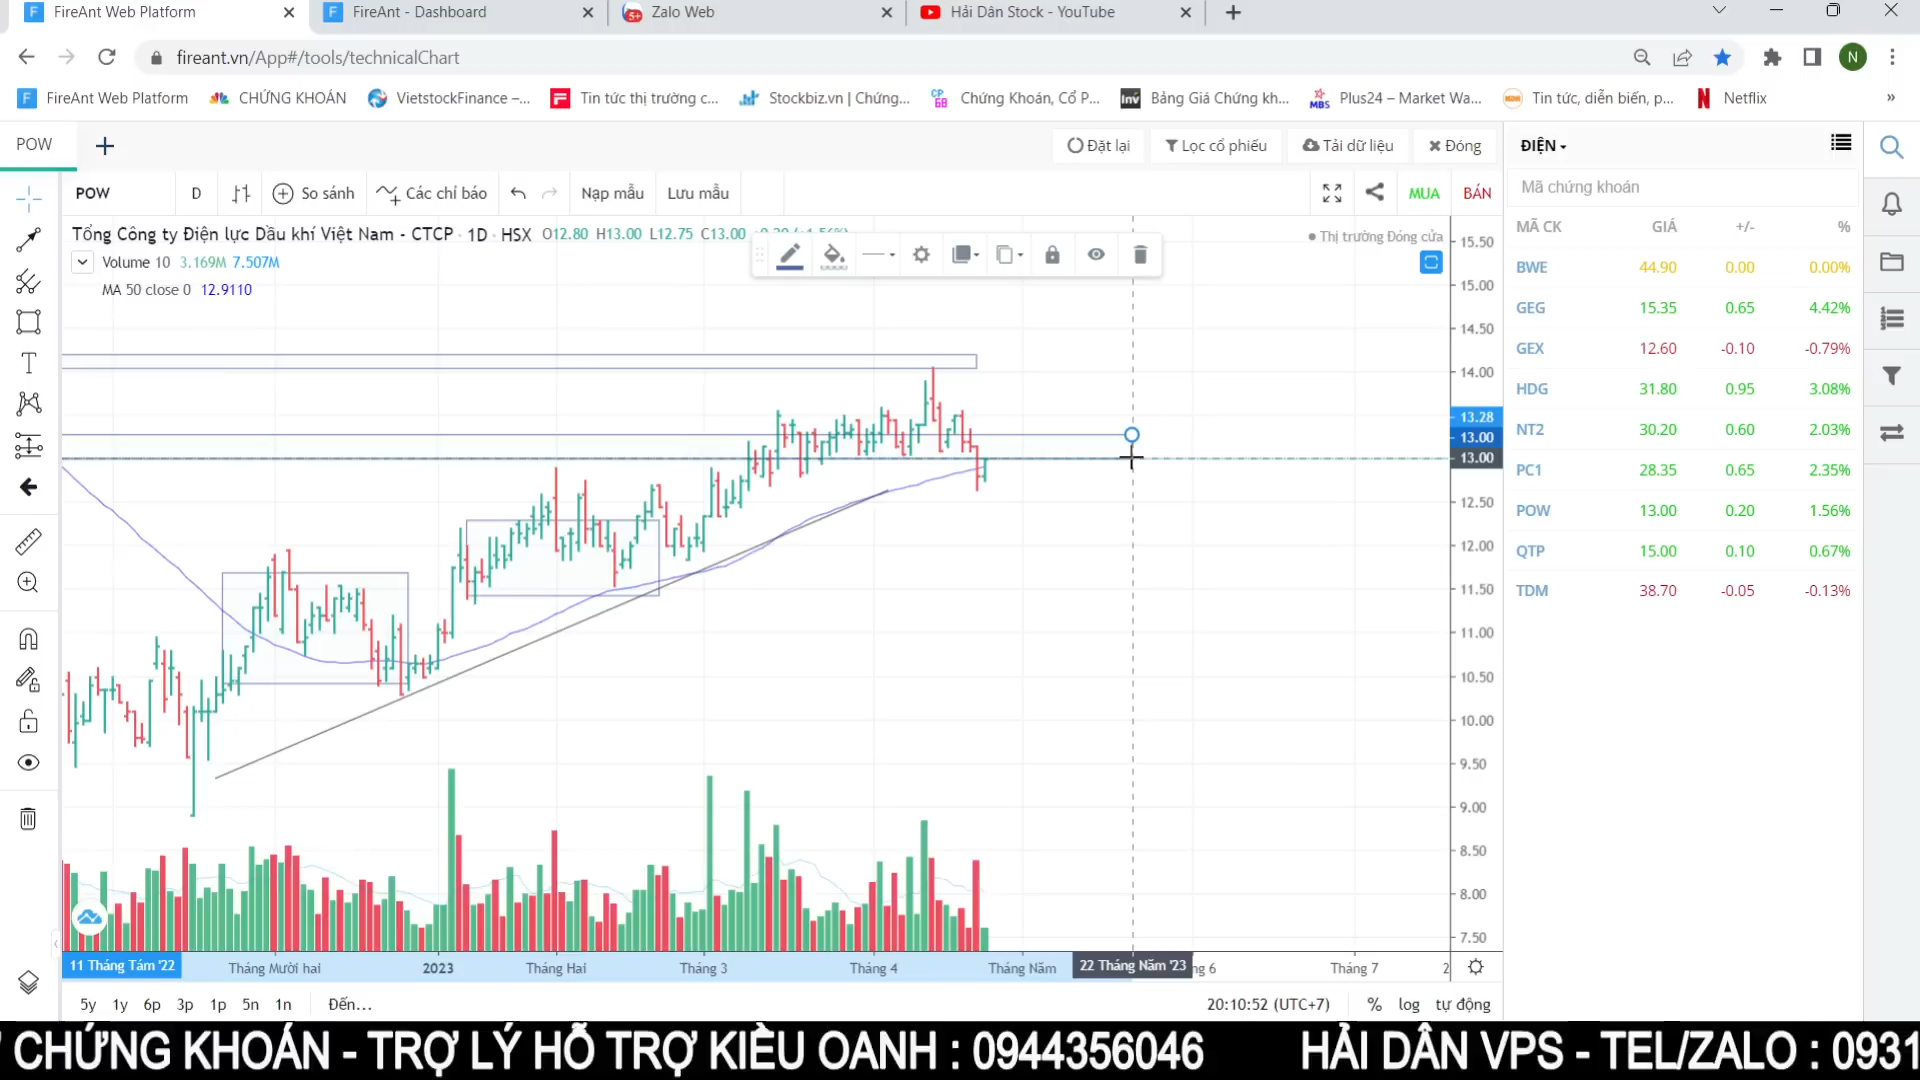 FireAnt Web Platform
FireAnt - Dashboard
5+
Zalo Web
Hải Dân Stock - YouTube
fireant.vn/App#/tools/technicalChart
N
FireAnt Web Platform
CHỨNG KHOÁN
VietstockFinance –...
Tin tức thị trường c...
Stockbiz.vn | Chứng...
Chứng Khoán, Cổ P...
Bảng Giá Chứng kh...
Plus24 – Market Wa...
Tin tức, diễn biến, p...
Netflix
»
POW
Đặt lại
Lọc cổ phiếu
Tải dữ liệu
Đóng
POW
D
So sánh
Các chỉ báo
Nạp mẫu
Lưu mẫu
MUA
BÁN
Tổng Công ty Điện lực Dầu khí Việt Nam - CTCP · 1D · HSX O12.80 H13.00 L12.75 C13.00
Thị trường Đóng cửa
Volume 10 3.169M 7.507M
MA 50 close 0 12.9110
15.50
15.00
14.50
14.00
13.28
13.00
13.00
12.50
12.00
11.50
11.00
10.50
10.00
9.50
9.00
8.50
8.00
7.50
11 Tháng Tám '22
Tháng Mười hai
2023
Tháng Hai
Tháng 3
Tháng 4
Tháng Năm
22 Tháng Năm '23
ng 6
Tháng 7
2
5y 1y 6p 3p 1p 5n 1n
Đến...
20:10:52 (UTC+7)
% log tự động
ĐIỆN
Mã chứng khoán
MÃ CK GIÁ +/- %
BWE 44.90 0.00 0.00%
GEG 15.35 0.65 4.42%
GEX 12.60 -0.10 -0.79%
HDG 31.80 0.95 3.08%
NT2 30.20 0.60 2.03%
PC1 28.35 0.65 2.35%
POW 13.00 0.20 1.56%
QTP 15.00 0.10 0.67%
TDM 38.70 -0.05 -0.13%
CHỨNG KHOÁN - TRỢ LÝ HỖ TRỢ KIỀU OANH : 0944356046
HẢI DÂN VPS - TEL/ZALO : 0931